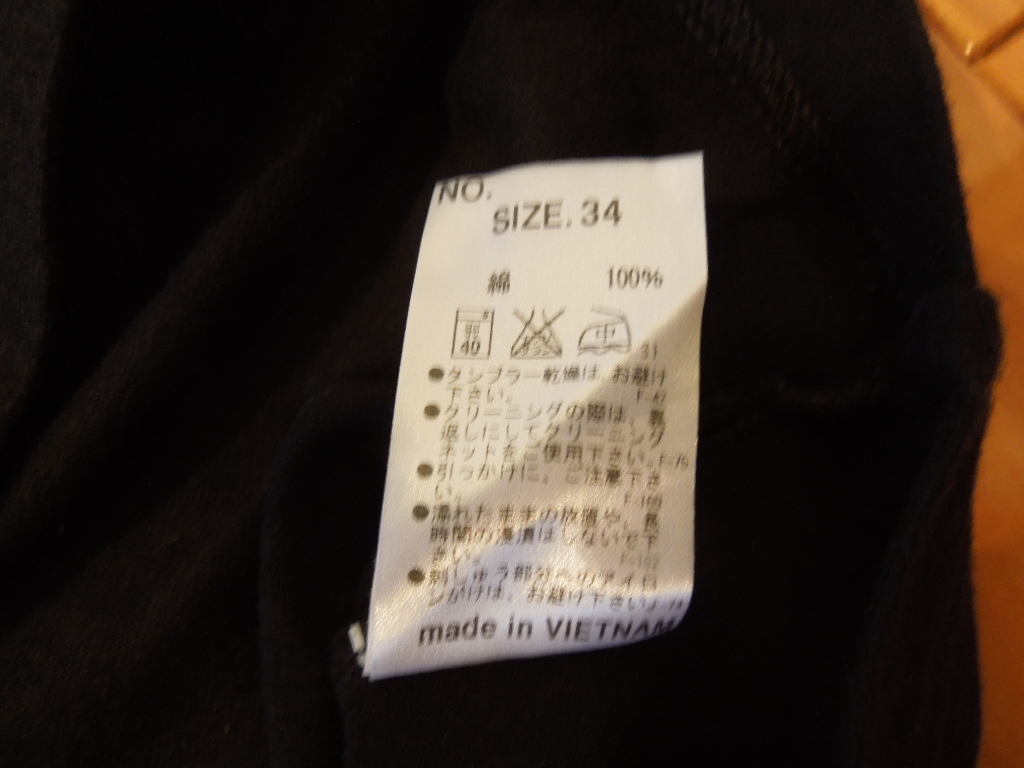 NO.
SIZE. 34
綿 100%
40
31
●タンブラー乾燥は、お避け
下さい。 F-42
●クリーニングの際は、裏
返しにしてクリーニング
ネットをご使用下さい。F-75
●引っかけに、ご注意下さ
い。
●濡れたままの放置や、長
時間の浸漬はしないで下
さい。
●刺しゅう部分へのアイロ
ンがけは、お避け下さい。
made in VIETNAM